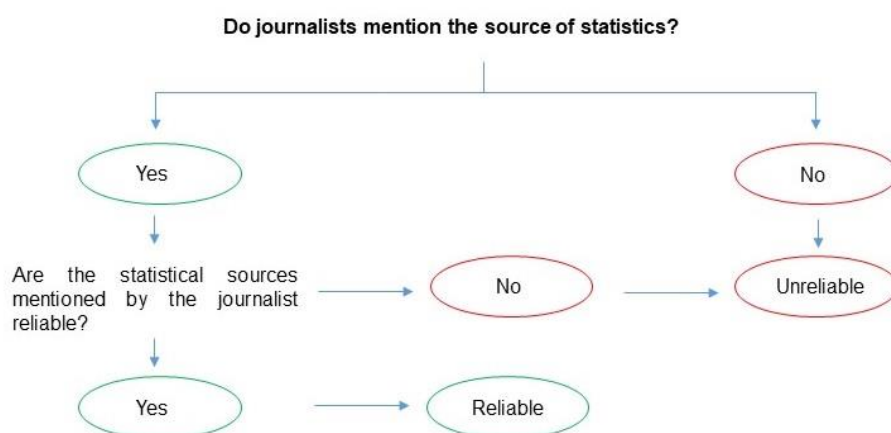 Do journalists mention the source of statistics?
Yes
No
Are the statistical sources
mentioned by the journalist
reliable?
No
Unreliable
Yes
Reliable